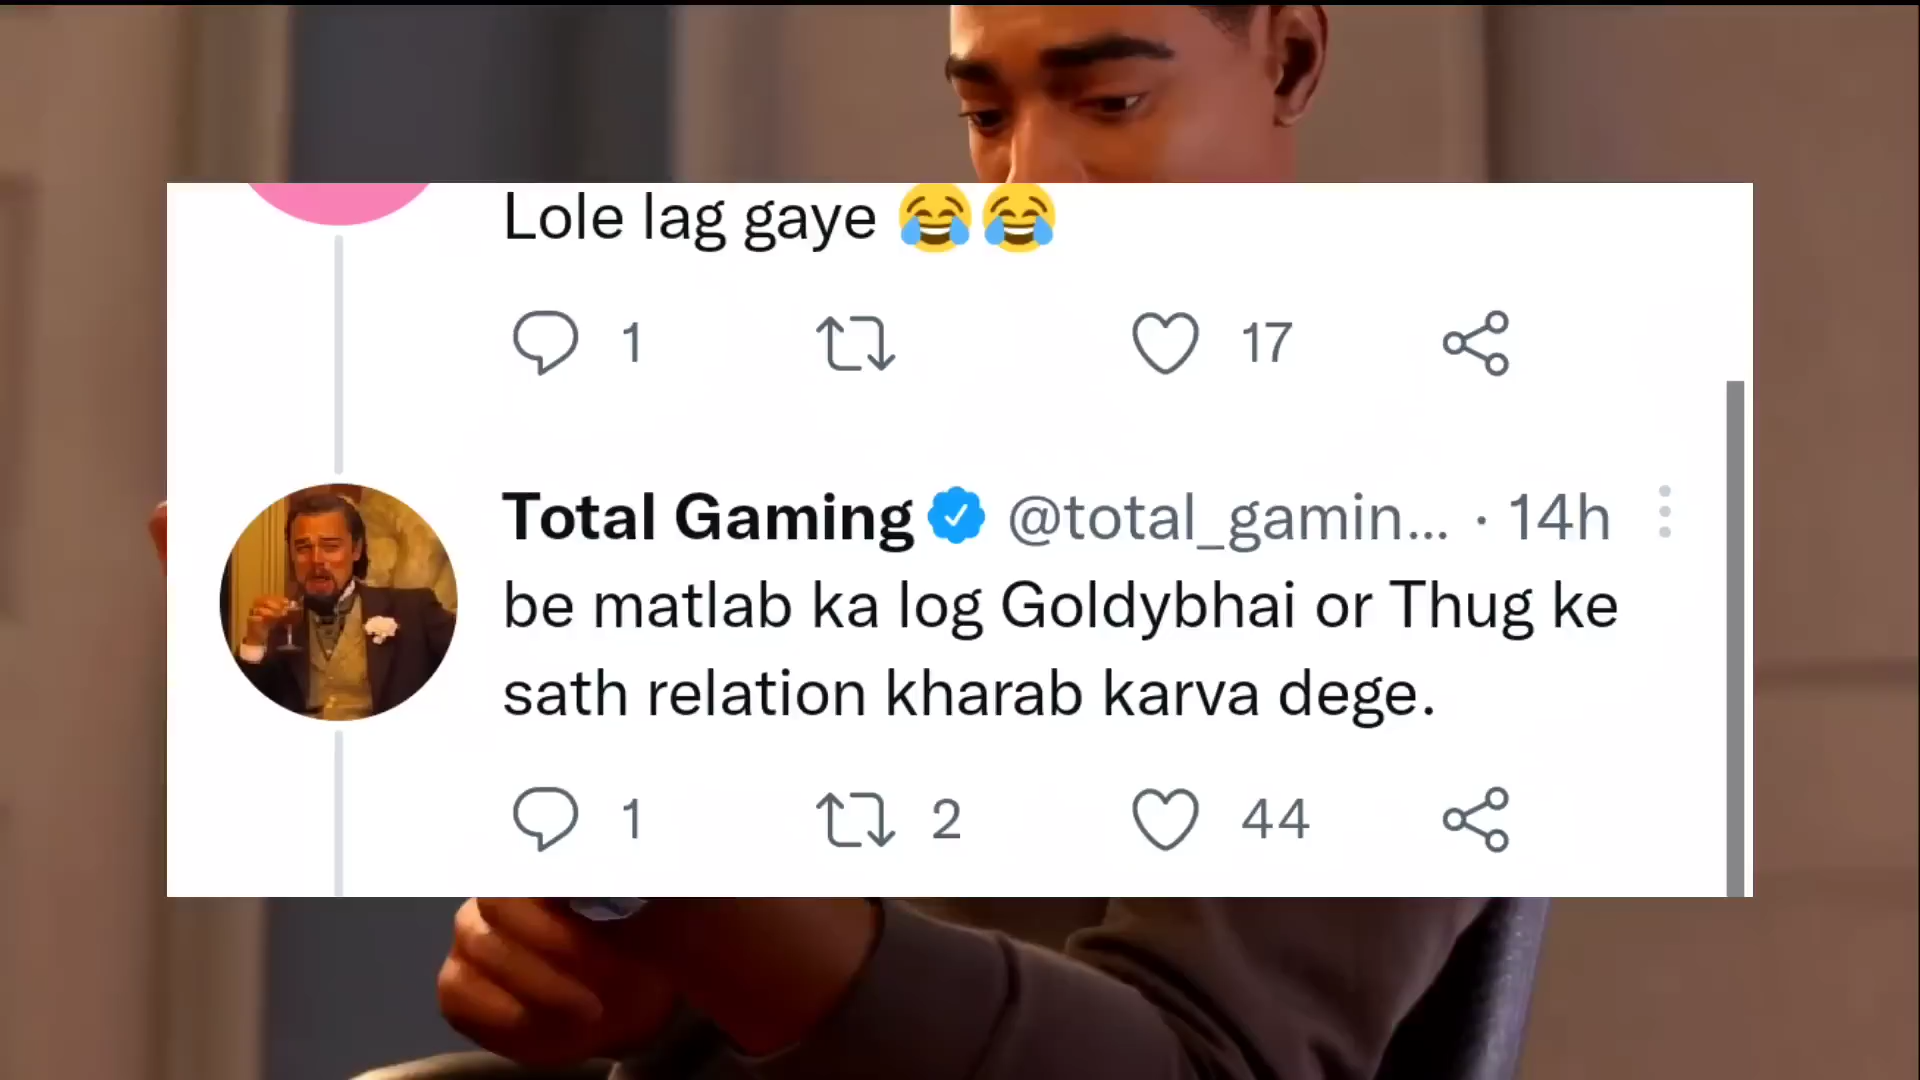 Lole lag gaye 😂😂
1 17
Total Gaming @total_gamin... · 14h
be matlab ka log Goldybhai or Thug ke
sath relation kharab karva dege.
1 2 44